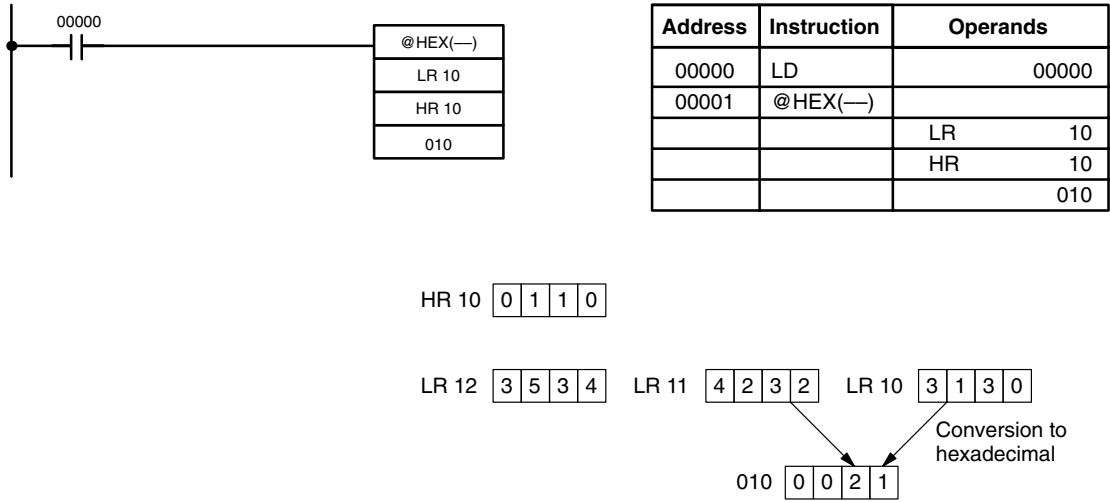 00000
@HEX(––)
LR 10
HR 10
010
Address Instruction Operands
00000 LD 00000
00001 @HEX(––)
LR 10
HR 10
010
HR 10 0 1 1 0
LR 12 3 5 3 4 LR 11 4 2 3 2 LR 10 3 1 3 0
Conversion to
hexadecimal
010 0 0 2 1